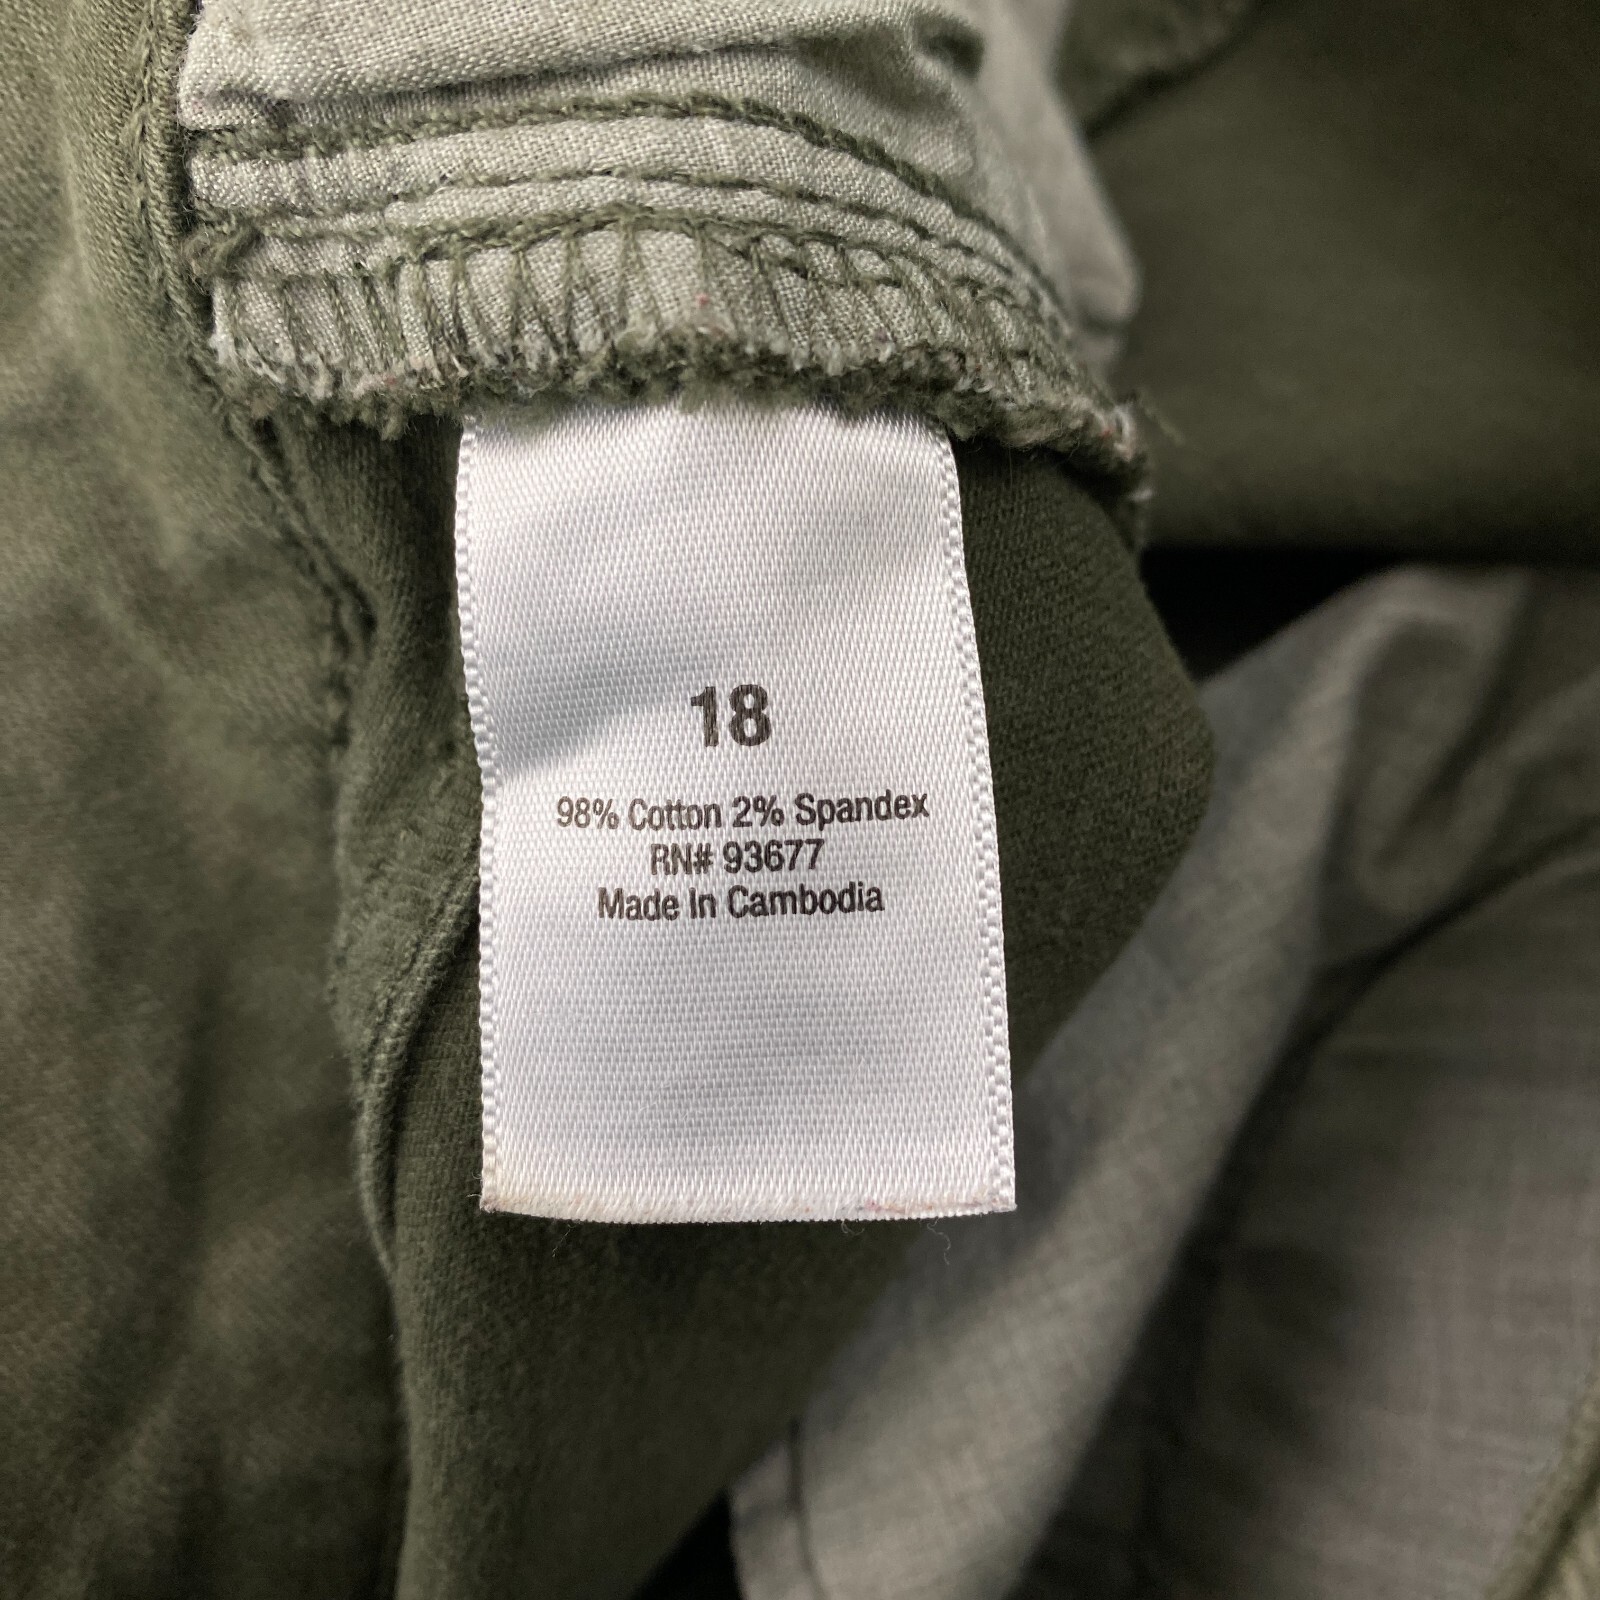 18
98% Cotton 2% Spandex
RN# 93677
Made In Cambodia